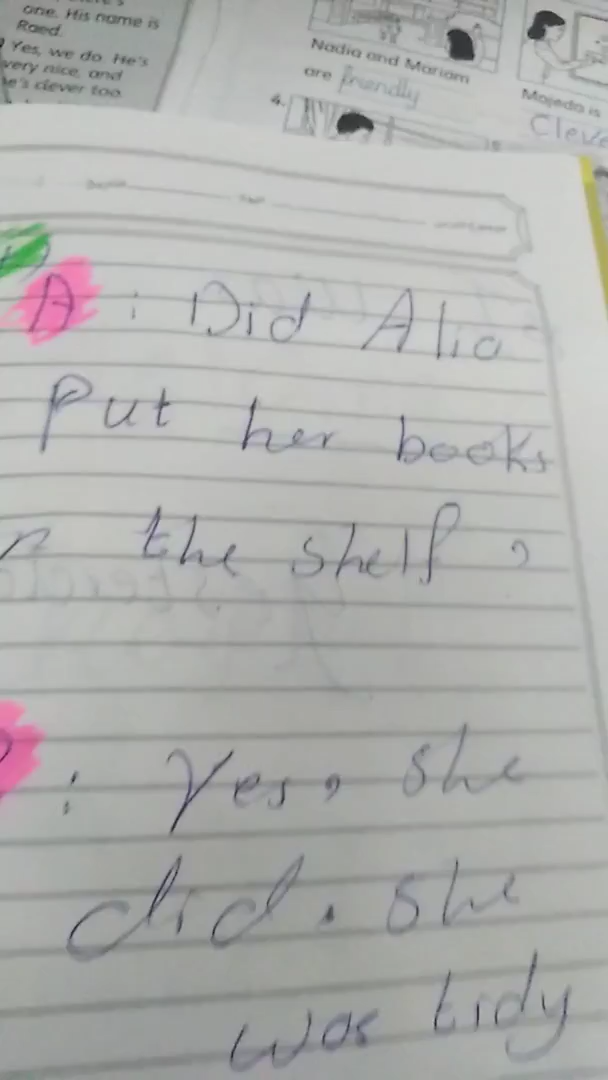 one. His name is
Raed.
Yes, we do. He's
very nice, and
he's clever too.
Nadia and Mariam
are friendly
4.
Majeda is
A : Did Alia
Put her books
the shelf ?
: Yes, she
did. she
was tidy